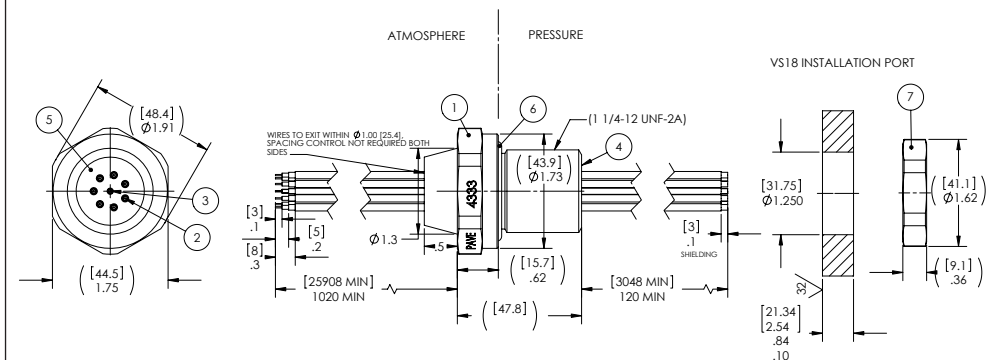 ATMOSPHERE
PRESSURE
VS18 INSTALLATION PORT
5
[48.4]
Ø1.91
3
2
[44.5]
1.75
WIRES TO EXIT WITHIN Ø1.00 [25.4],
SPACING CONTROL NOT REQUIRED BOTH
SIDES
1
6
(1 1/4-12 UNF-2A)
4
[43.9]
Ø1.73
4333
PAVE
[3]
.1
[5]
.2
[8]
.3
Ø1.3
.5
[15.7]
.62
[25908 MIN]
1020 MIN
[47.8]
[3048 MIN]
120 MIN
[3]
.1
SHIELDING
[31.75]
Ø1.250
32
[21.34]
2.54
.84
.10
7
[41.1]
Ø1.62
[9.1]
.36